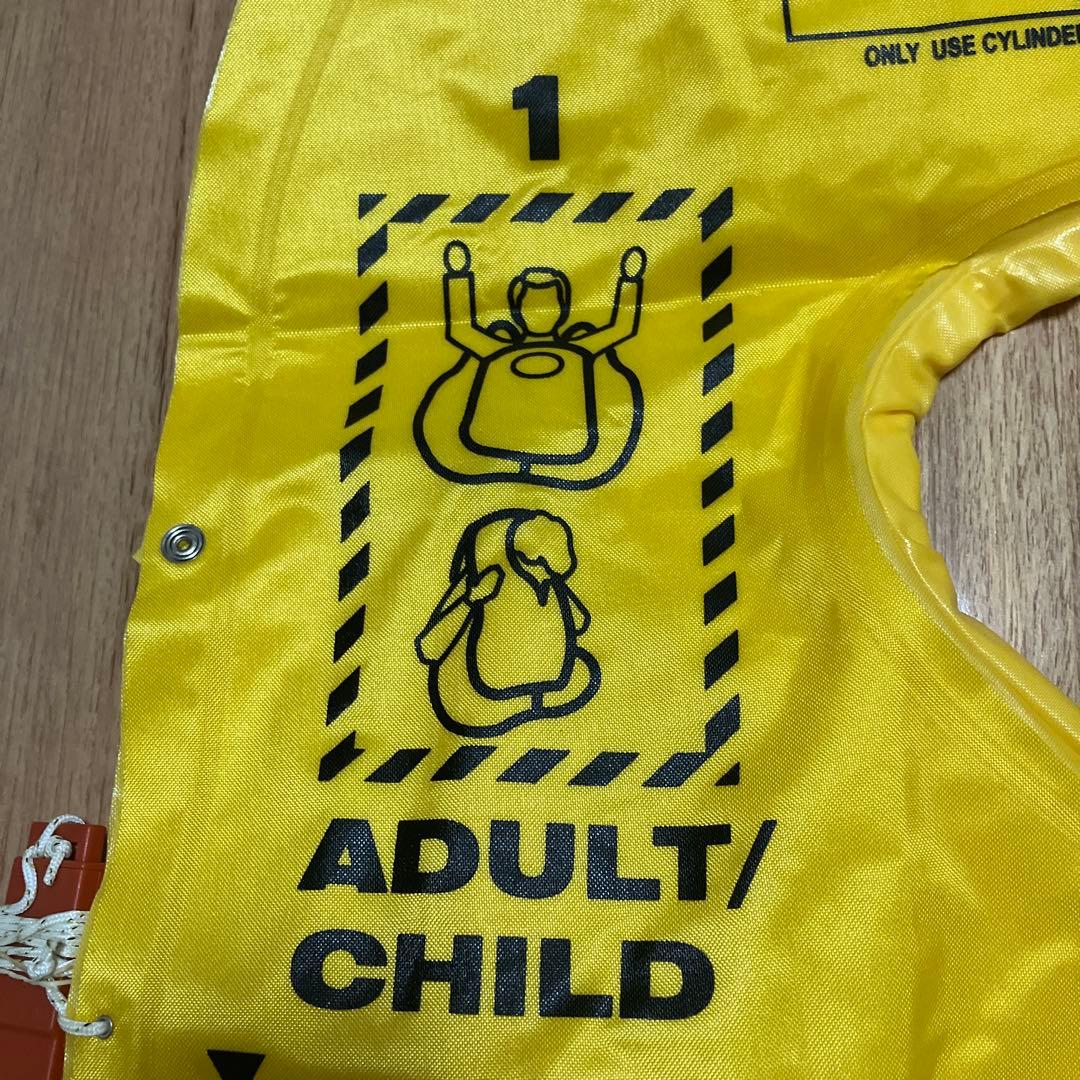 ONLY USE CYLINDER
1
ADULT/
CHILD